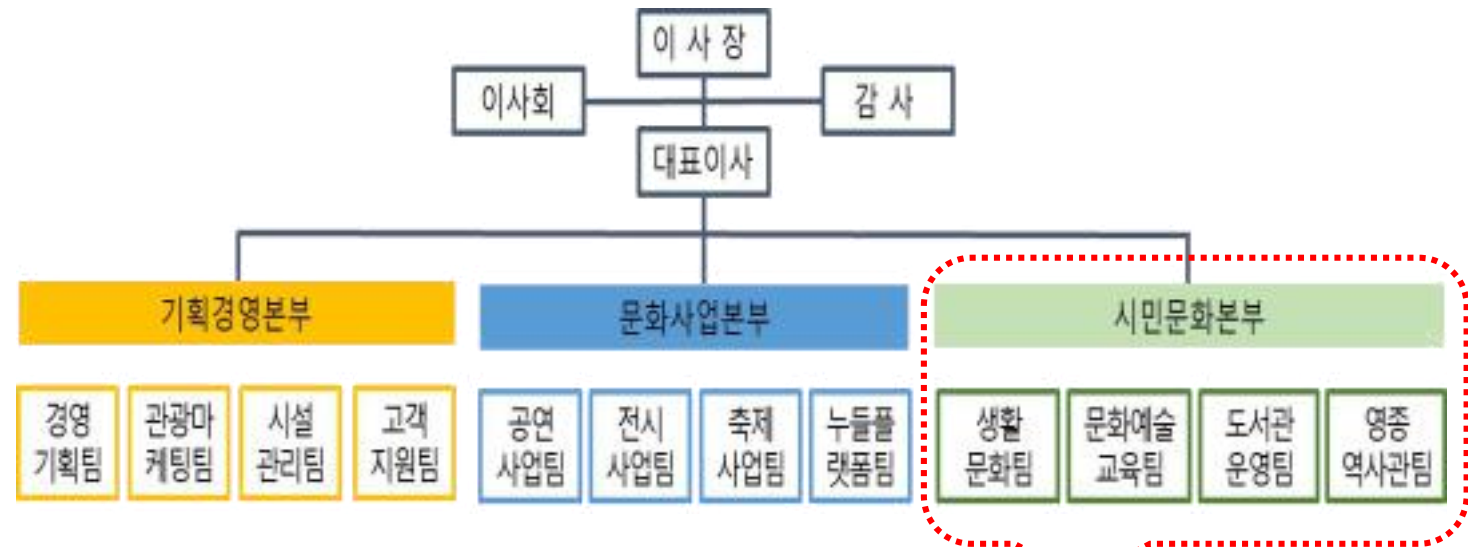 이 사 장
이사회
감 사
대표이사
기획경영본부
문화사업본부
시민문화본부
경영
기획팀
관광마
케팅팀
시설
관리팀
고객
지원팀
공연
사업팀
전시
사업팀
축제
사업팀
누들플
랫폼팀
생활
문화팀
문화예술
교육팀
도서관
운영팀
영종
역사관팀